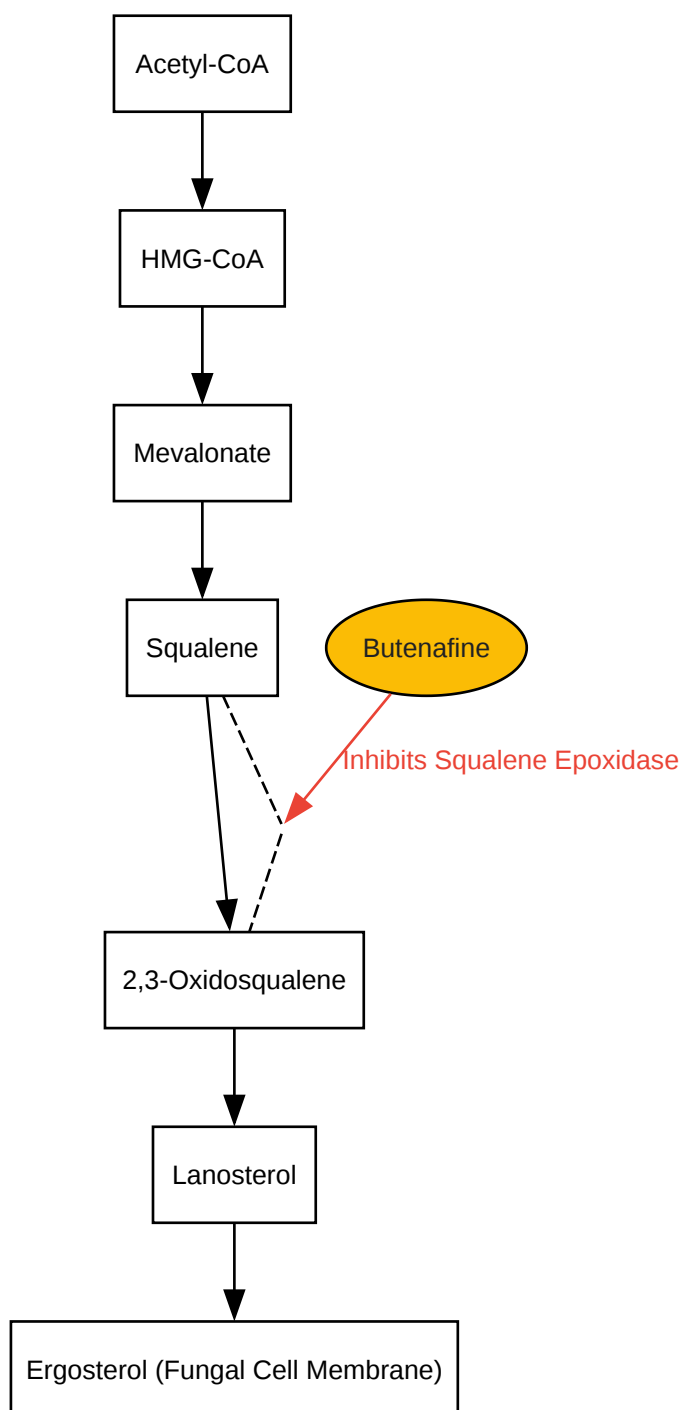 Acetyl-CoA
HMG-CoA
Mevalonate
Squalene
Butenafine
Inhibits Squalene Epoxidase
2,3-Oxidosqualene
Lanosterol
Ergosterol (Fungal Cell Membrane)